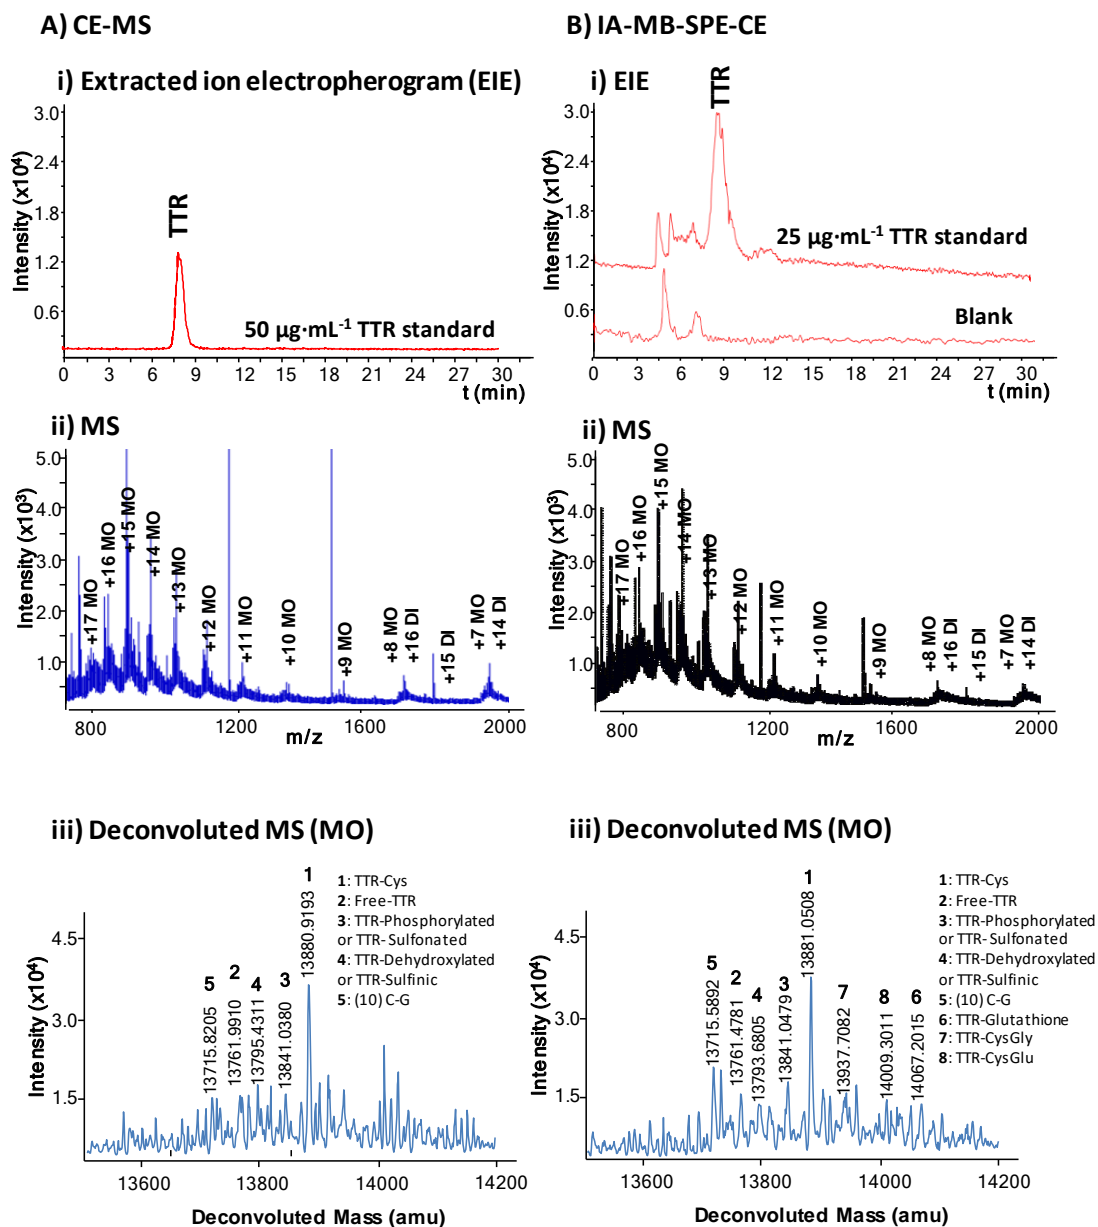 A) CE-MS
i) Extracted ion electropherogram (EIE)
Intensity (x10⁴)
3.0
2.4
1.8
1.2
0.6
TTR
50 µg·mL⁻¹ TTR standard
0 3 6 9 12 15 18 21 24 27 30
t (min)
ii) MS
Intensity (x10³)
5.0
4.0
3.0
2.0
1.0
+17 MO
+16 MO
+15 MO
+14 MO
+13 MO
+12 MO
+11 MO
+10 MO
+9 MO
+8 MO
+16 DI
+15 DI
+7 MO
+14 DI
800 1200 1600 2000
m/z
iii) Deconvoluted MS (MO)
Intensity (x10⁴)
4.5
3.0
1.5
5
13715.8205
2
13761.9910
4
13795.4311
3
13841.0380
1
13880.9193
1: TTR-Cys
2: Free-TTR
3: TTR-Phosphorylated
or TTR- Sulfonated
4: TTR-Dehydroxylated
or TTR-Sulfinic
5: (10) C-G
13600 13800 14000 14200
Deconvoluted Mass (amu)
B) IA-MB-SPE-CE
i) EIE
Intensity (x10⁴)
3.0
2.4
1.8
1.2
0.6
TTR
25 µg·mL⁻¹ TTR standard
Blank
0 3 6 9 12 15 18 21 24 27 30
t (min)
ii) MS
Intensity (x10³)
5.0
4.0
3.0
2.0
1.0
+17 MO
+16 MO
+15 MO
+14 MO
+13 MO
+12 MO
+11 MO
+10 MO
+9 MO
+8 MO
+16 DI
+15 DI
+7 MO
+14 DI
800 1200 1600 2000
m/z
iii) Deconvoluted MS (MO)
Intensity (x10⁴)
4.5
3.0
1.5
5
13715.5892
2
13761.4781
4
13793.6805
3
13841.0479
1
13881.0508
7
13937.7082
8
14009.3011
6
14067.2015
1: TTR-Cys
2: Free-TTR
3: TTR-Phosphorylated
or TTR- Sulfonated
4: TTR-Dehydroxylated
or TTR-Sulfinic
5: (10) C-G
6: TTR-Glutathione
7: TTR-CysGly
8: TTR-CysGlu
13600 13800 14000 14200
Deconvoluted Mass (amu)